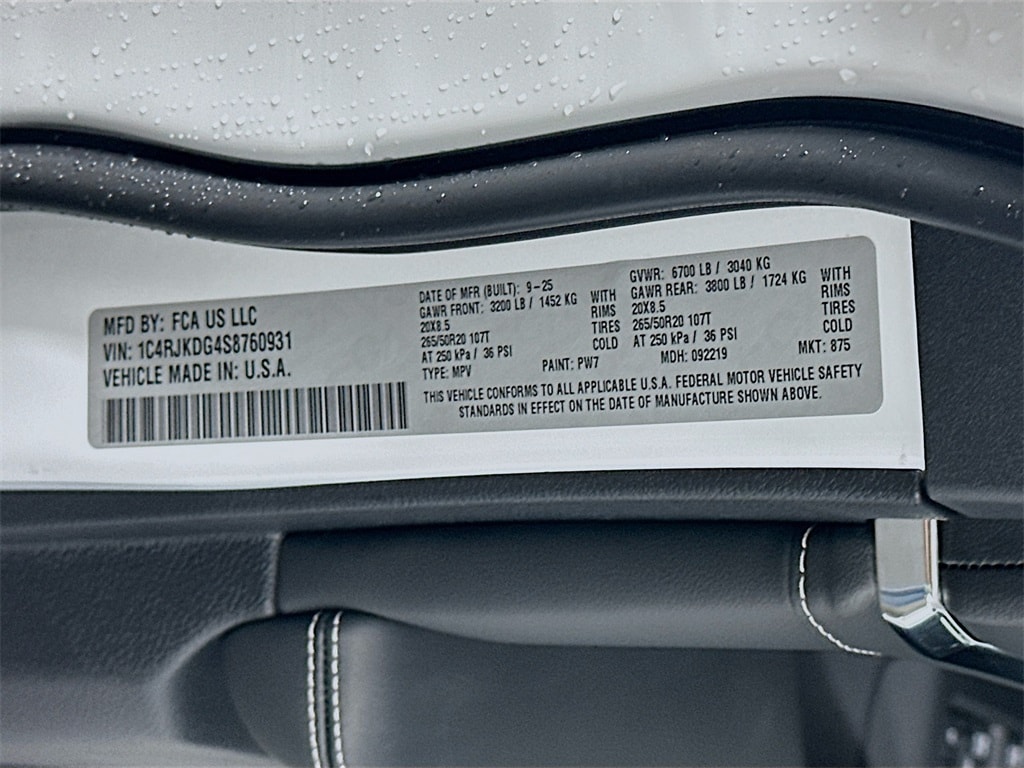 MFD BY: FCA US LLC
VIN: 1C4RJKDG4S8760931
VEHICLE MADE IN: U.S.A.
DATE OF MFR (BUILT): 9-25
GAWR FRONT: 3200 LB / 1452 KG WITH
20X8.5 RIMS
265/50R20 107T TIRES
AT 250 kPa / 36 PSI COLD
TYPE: MPV PAINT: PW7
GVWR: 6700 LB / 3040 KG
GAWR REAR: 3800 LB / 1724 KG WITH
20X8.5 RIMS
265/50R20 107T TIRES
AT 250 kPa / 36 PSI COLD
MDH: 092219 MKT: 875
THIS VEHICLE CONFORMS TO ALL APPLICABLE U.S.A. FEDERAL MOTOR VEHICLE SAFETY
STANDARDS IN EFFECT ON THE DATE OF MANUFACTURE SHOWN ABOVE.